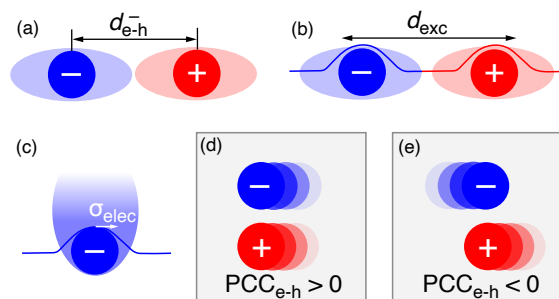 (a) d⁻e-h
− +
(b) dexc
− +
(c)
σelec
−
(d)
−
+
PCCe-h > 0
(e)
−
+
PCCe-h < 0